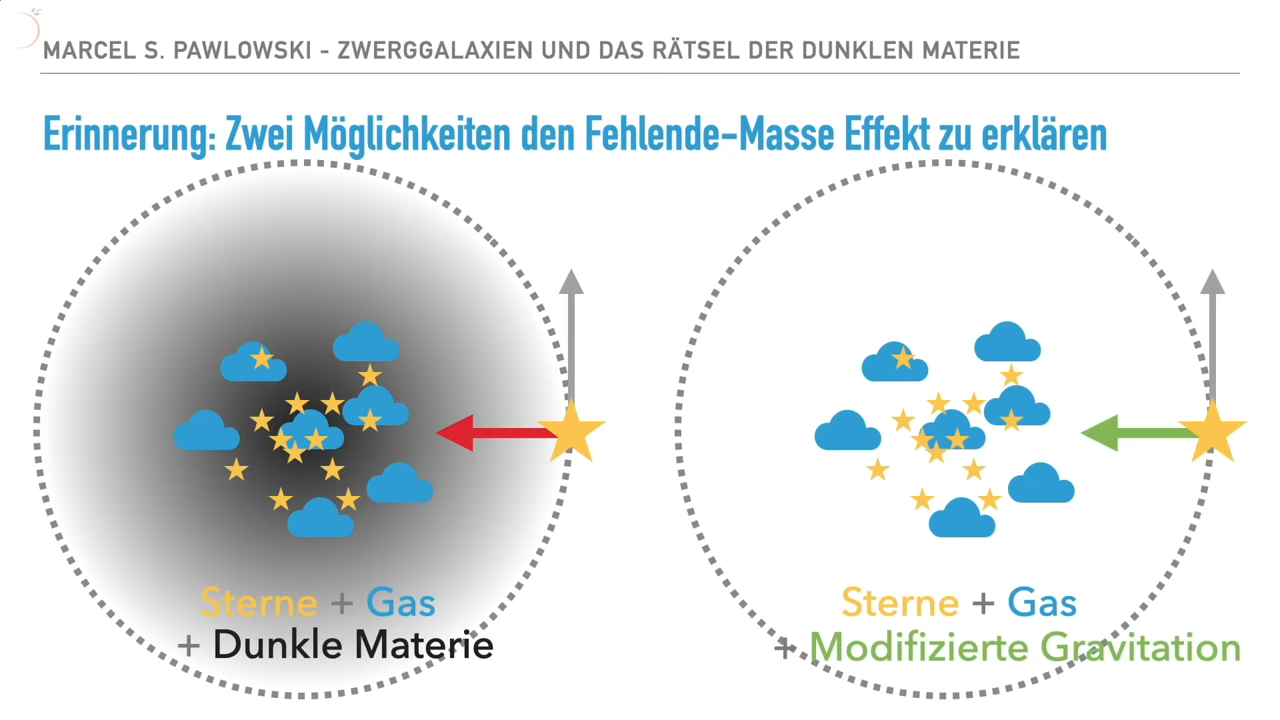 MARCEL S. PAWLOWSKI - ZWERGGALAXIEN UND DAS RÄTSEL DER DUNKLEN MATERIE
Erinnerung: Zwei Möglichkeiten den Fehlende-Masse Effekt zu erklären
Sterne + Gas
+ Dunkle Materie
Sterne + Gas
+ Modifizierte Gravitation